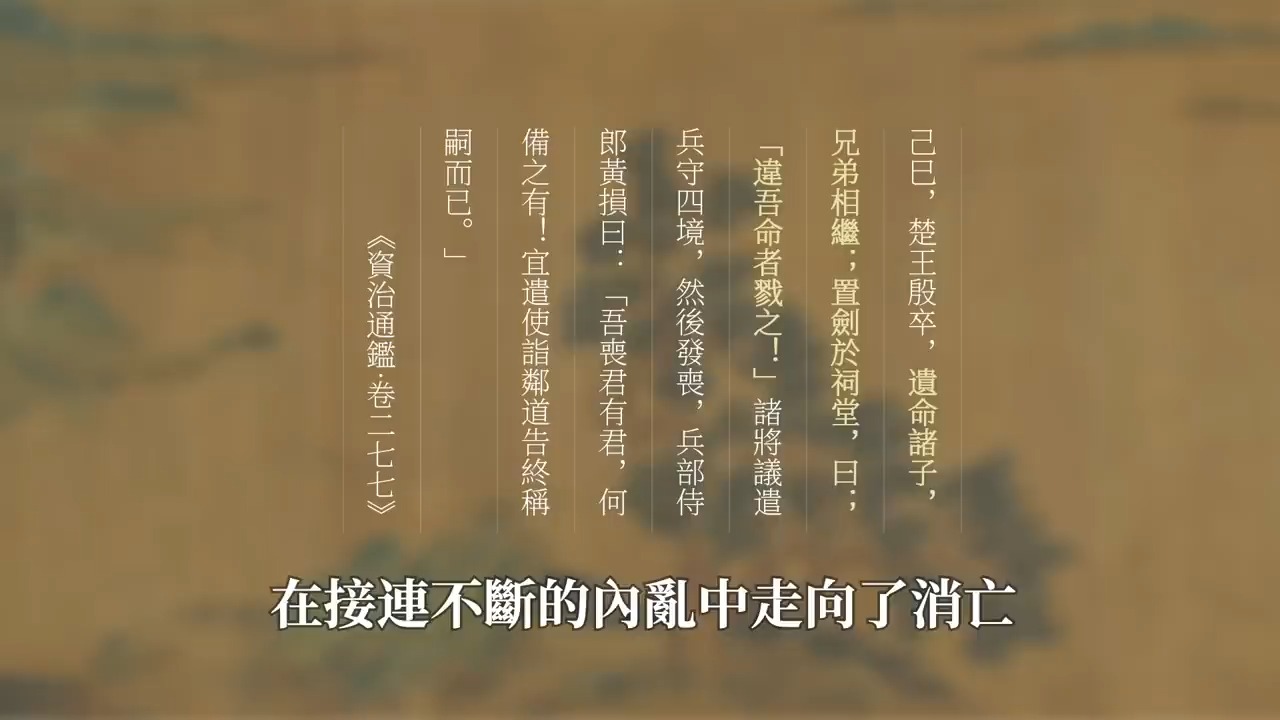 己巳，楚王殷卒，遺命諸子，
兄弟相繼；置劍於祠堂，曰；
「違吾命者戮之！」諸將議遣
兵守四境，然後發喪，兵部侍
郎黃損曰：「吾喪君有君，何
備之有！宜遣使詣鄰道告終稱
嗣而已。」
《資治通鑑·卷二七七》
在接連不斷的內亂中走向了消亡